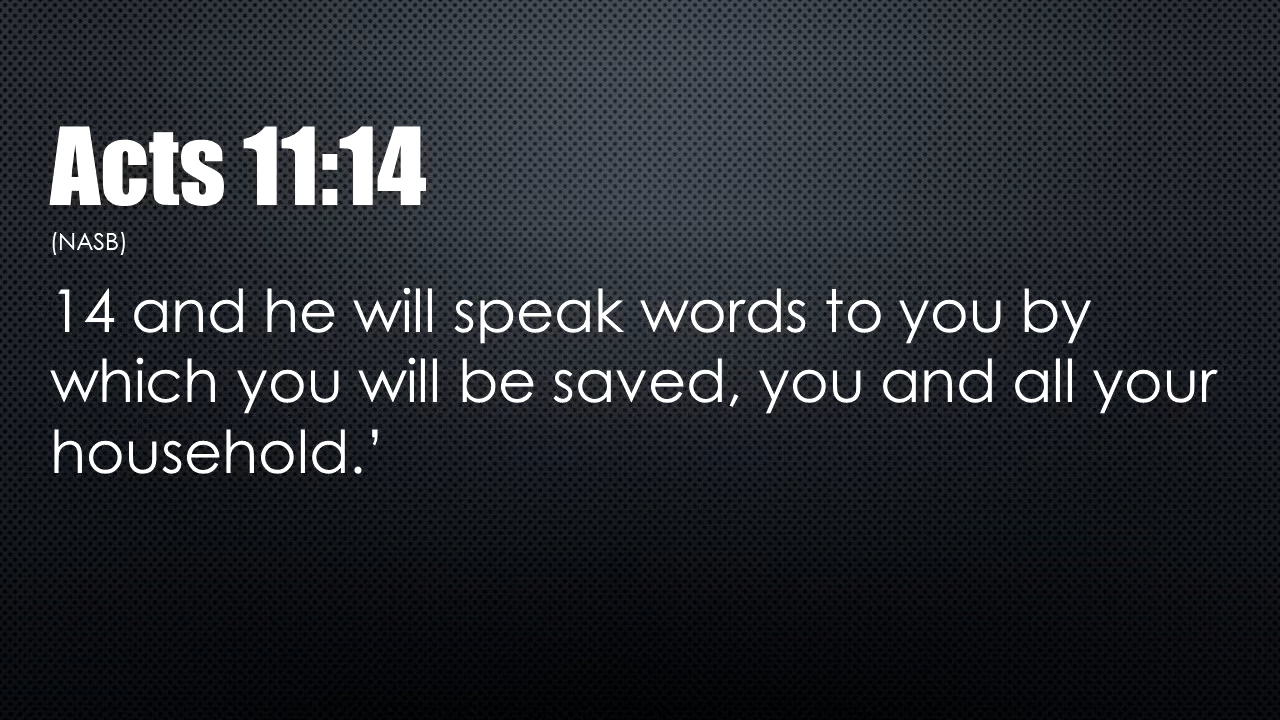 Acts 11:14
(NASB)
14 and he will speak words to you by
which you will be saved, you and all your
household.’